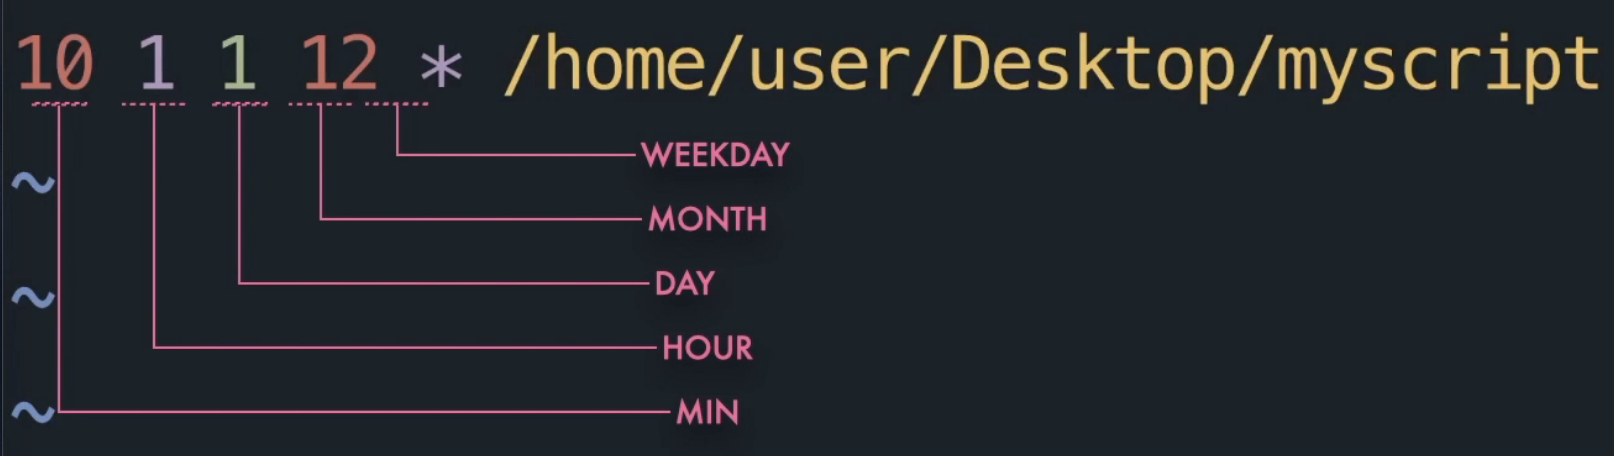 10 1 1 12 * /home/user/Desktop/myscript
WEEKDAY
~
MONTH
DAY
~
HOUR
~
MIN